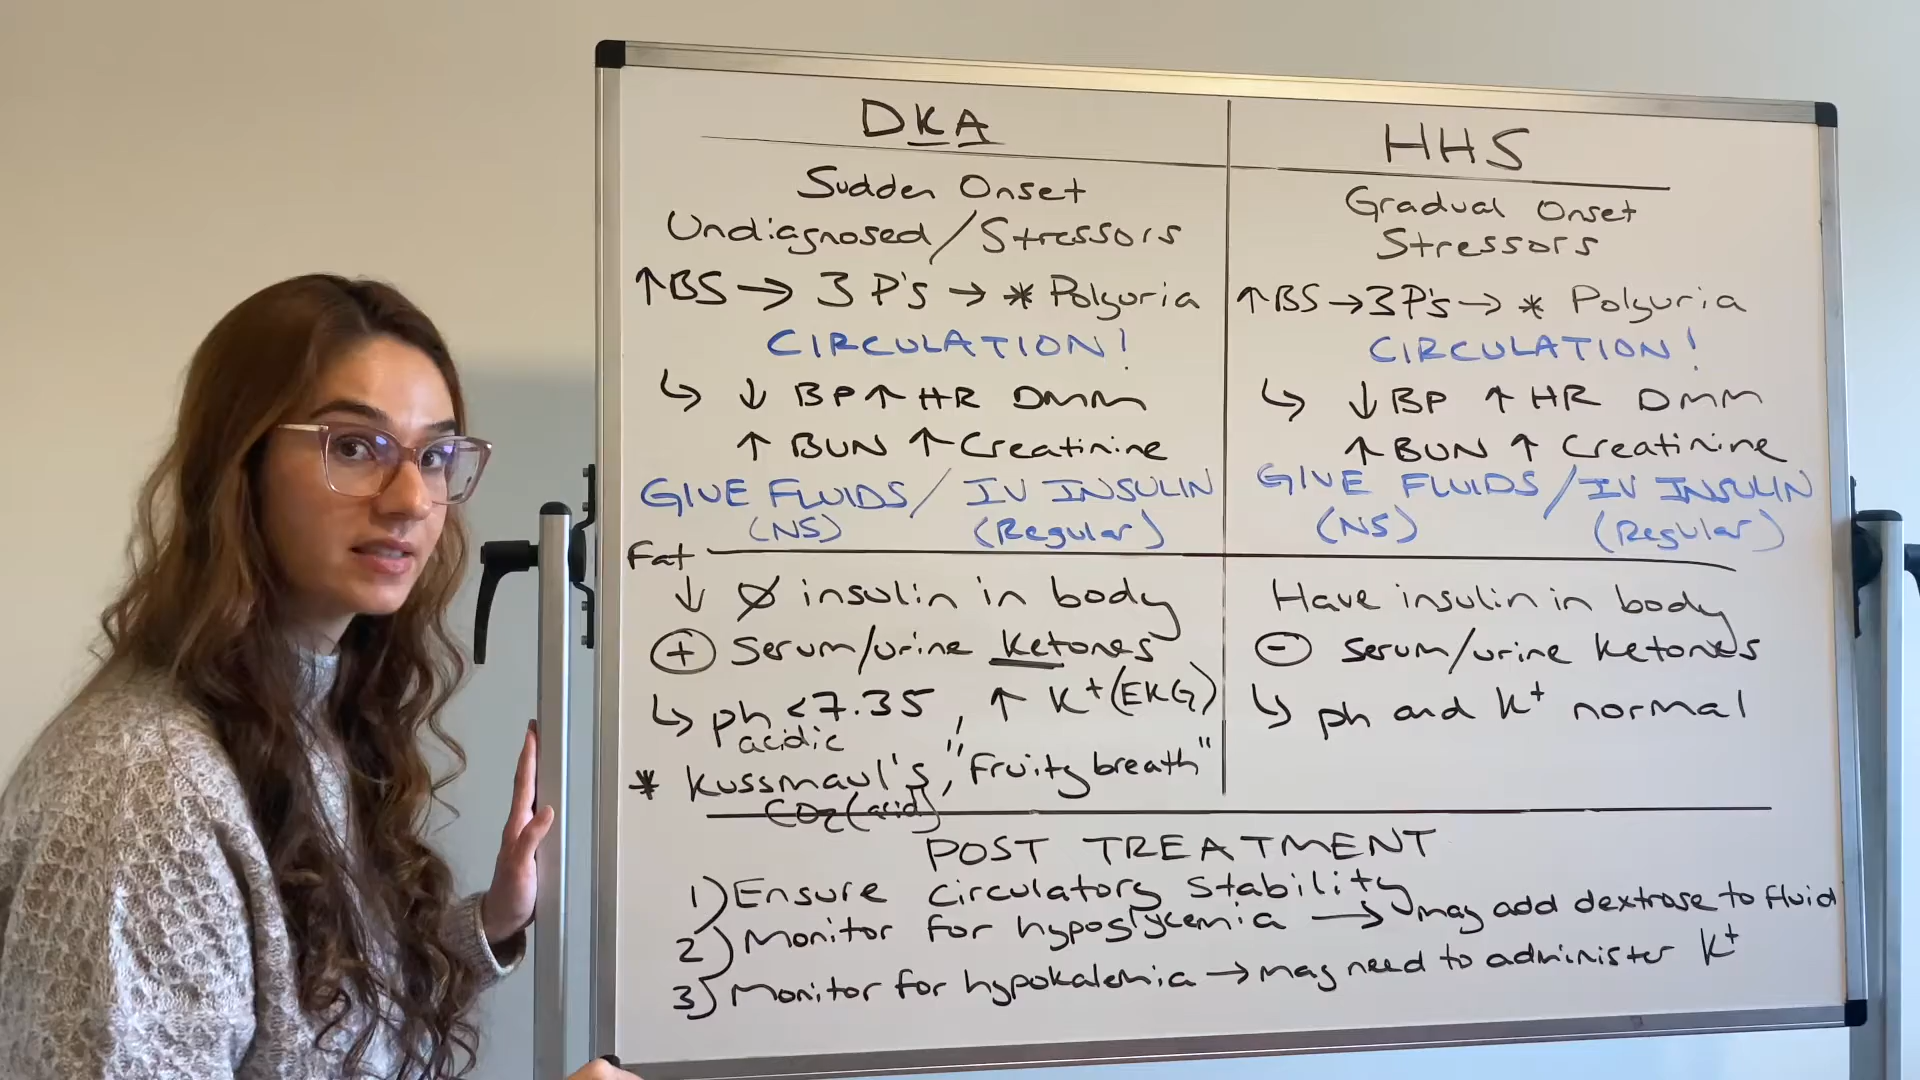 DKA
Sudden Onset
Undiagnosed/Stressors
↑BS → 3 P's → * Polyuria
CIRCULATION!
↳ ↓ BP ↑ HR DMM
↑ BUN ↑ Creatinine
GIVE FLUIDS/ IV INSULIN
(NS) (Regular)
Fat
↓ Ø insulin in body
⊕ Serum/urine Ketones
↳ ph <7.35, ↑ K+ (EKG)
acidic
* Kussmaul's, "Fruity breath"
CO2 (acid)
HHS
Gradual Onset
Stressors
↑BS → 3P's → * Polyuria
CIRCULATION!
↳ ↓ BP ↑ HR DMM
↑ BUN ↑ Creatinine
GIVE FLUIDS / IV INSULIN
(NS) (Regular)
Have insulin in body
⊖ serum/urine ketones
↳ ph and K+ normal
POST TREATMENT
1) Ensure circulatory stability
2) Monitor for hypoglycemia → may add dextrose to fluid
3) Monitor for hypokalemia → may need to administer K+